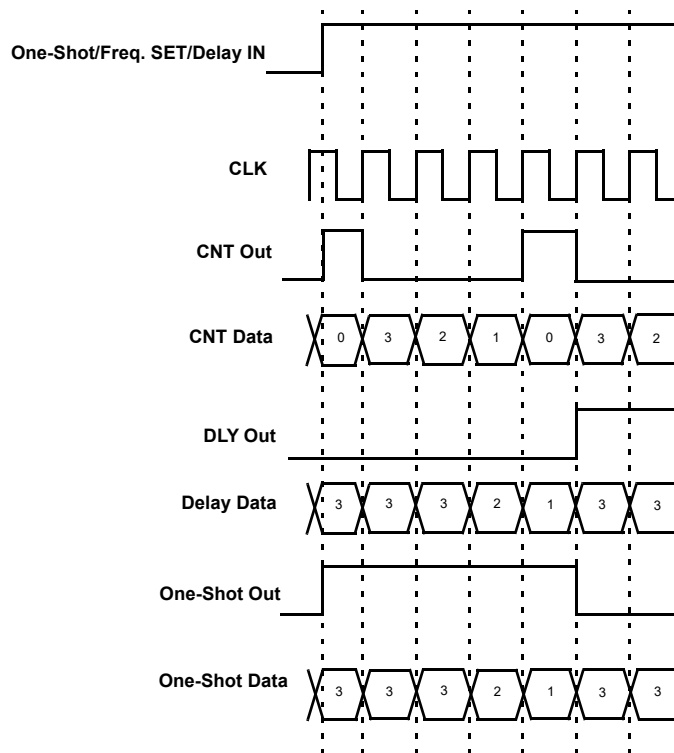 One-Shot/Freq. SET/Delay IN
CLK
CNT Out
CNT Data 0 3 2 1 0 3 2
DLY Out
Delay Data 3 3 3 2 1 3 3
One-Shot Out
One-Shot Data 3 3 3 2 1 3 3